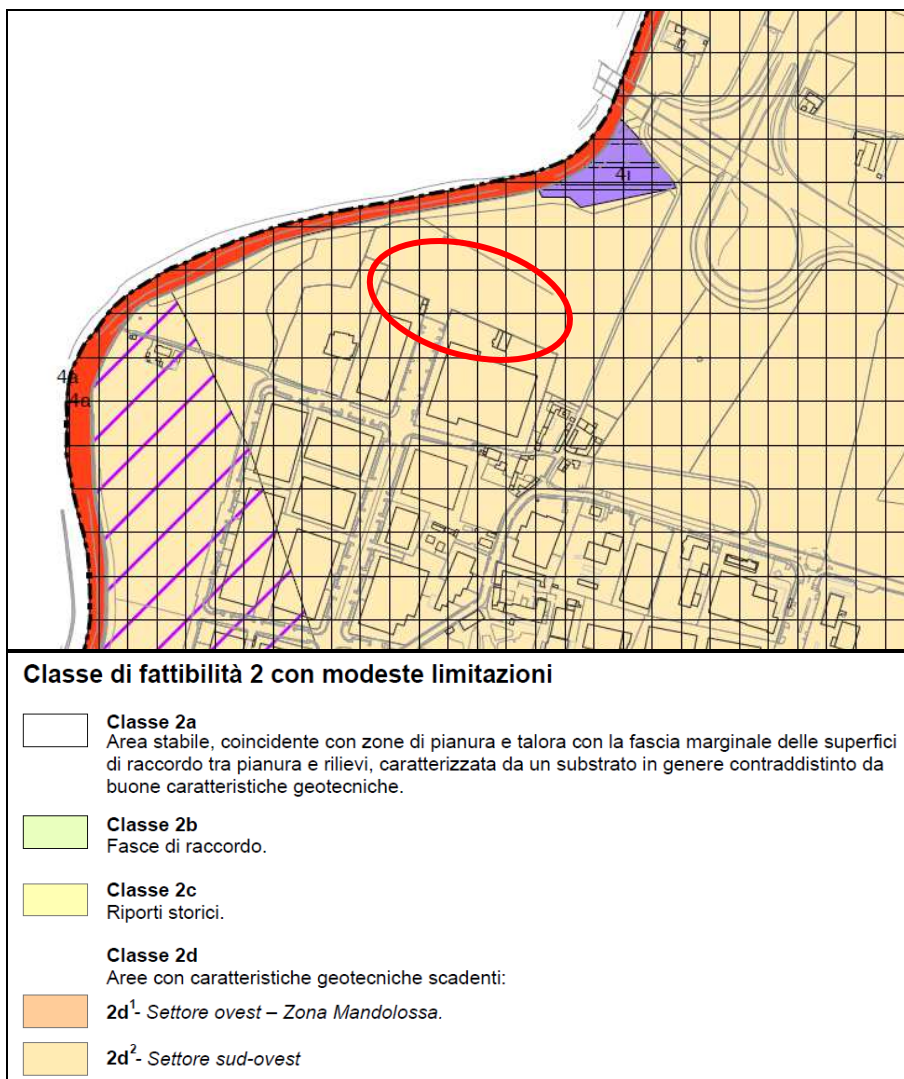 4i
4a
4a
Classe di fattibilità 2 con modeste limitazioni
Classe 2a
Area stabile, coincidente con zone di pianura e talora con la fascia marginale delle superfici
di raccordo tra pianura e rilievi, caratterizzata da un substrato in genere contraddistinto da
buone caratteristiche geotecniche.
Classe 2b
Fasce di raccordo.
Classe 2c
Riporti storici.
Classe 2d
Aree con caratteristiche geotecniche scadenti:
2d¹- Settore ovest – Zona Mandolossa.
2d²- Settore sud-ovest